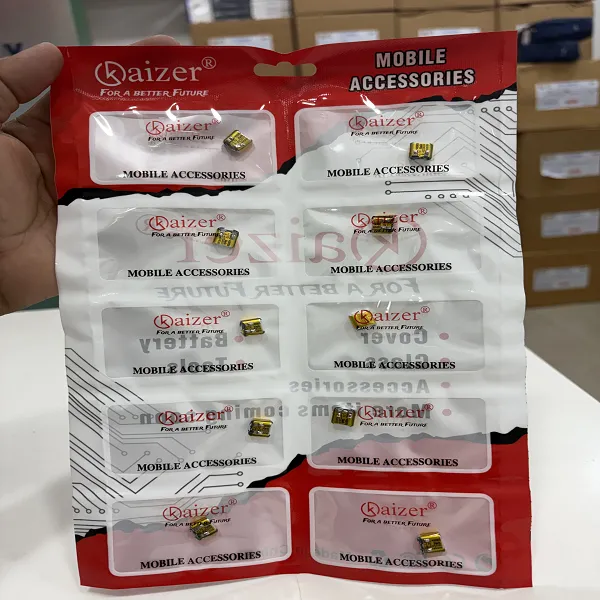 Kaizer®
FOR A BETTER FUTURE
MOBILE
ACCESSORIES
Kaizer®
FOR A BETTER FUTURE
MOBILE ACCESSORIES
Kaizer®
FOR A BETTER FUTURE
MOBILE ACCESSORIES
Kaizer®
FOR A BETTER FUTURE
MOBILE ACCESSORIES
Kaizer®
FOR A BETTER FUTURE
MOBILE ACCESSORIES
Kaizer®
FOR A BETTER FUTURE
MOBILE ACCESSORIES
Kaizer®
FOR A BETTER FUTURE
MOBILE ACCESSORIES
Kaizer®
FOR A BETTER FUTURE
MOBILE ACCESSORIES
Kaizer®
FOR A BETTER FUTURE
MOBILE ACCESSORIES
Kaizer®
FOR A BETTER FUTURE
MOBILE ACCESSORIES
Kaizer®
FOR A BETTER FUTURE
MOBILE ACCESSORIES
Kaizer
FOR A BETTER FUTURE
• Cover
• Battery
• Glass
• Tools
• Accessories